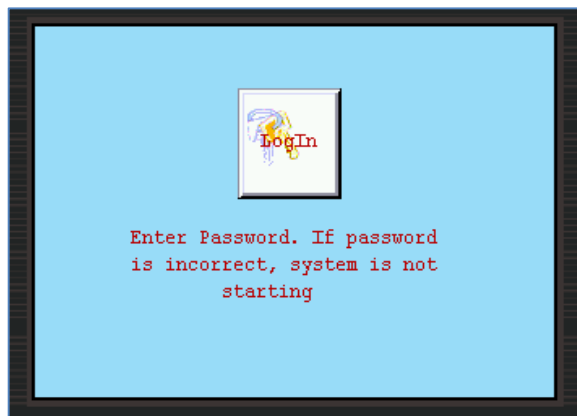 LogIn
Enter Password. If password
is incorrect, system is not
starting